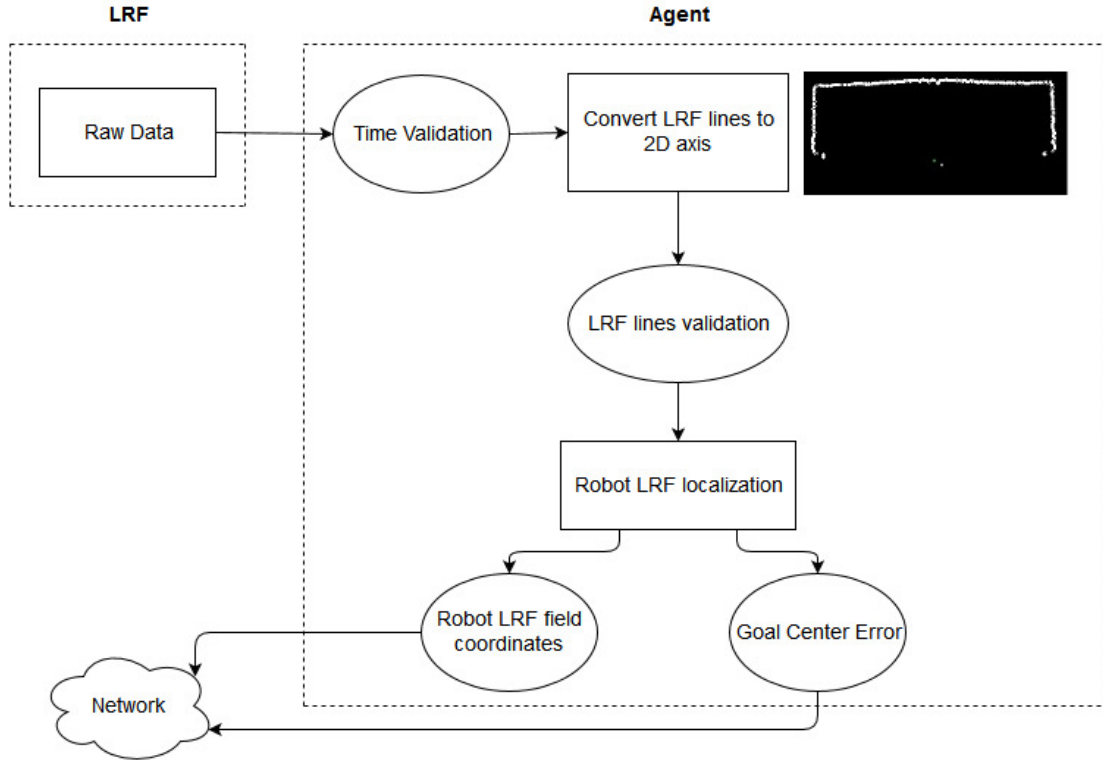 LRF
Agent
Raw Data
Time Validation
Convert LRF lines to
2D axis
LRF lines validation
Robot LRF localization
Robot LRF field
coordinates
Goal Center Error
Network